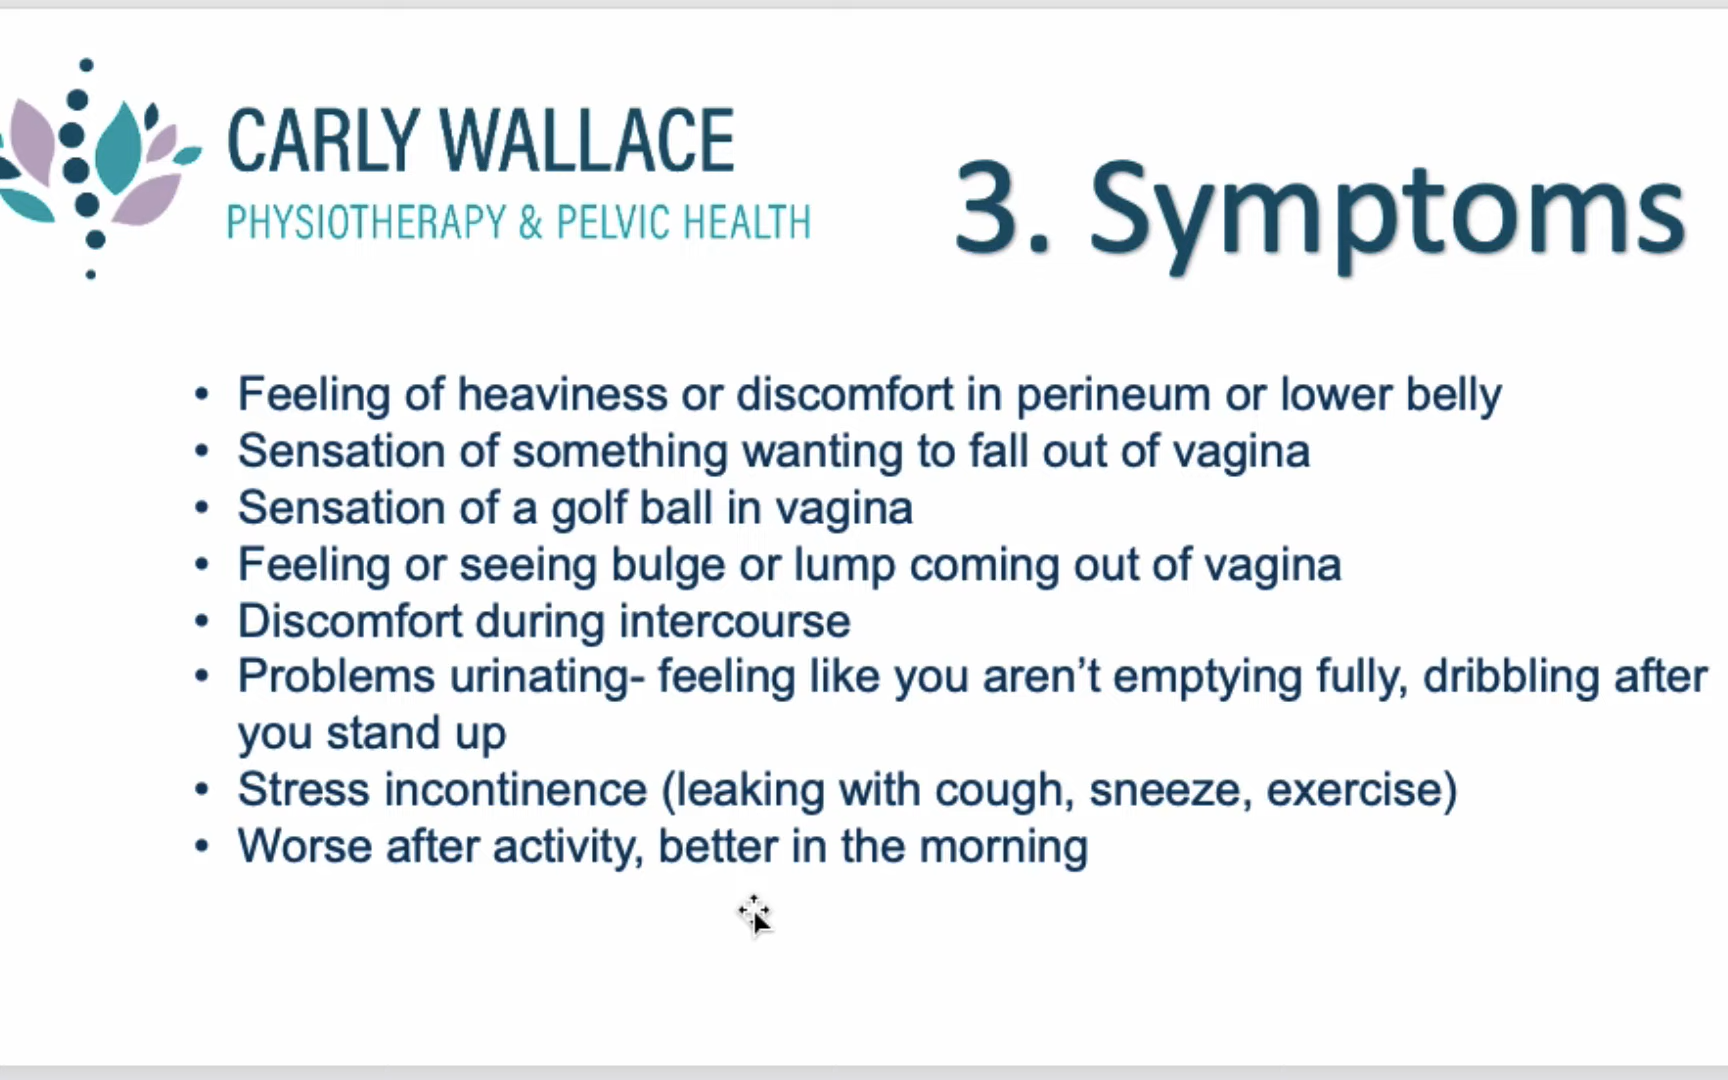 CARLY WALLACE
PHYSIOTHERAPY & PELVIC HEALTH
3. Symptoms
• Feeling of heaviness or discomfort in perineum or lower belly
• Sensation of something wanting to fall out of vagina
• Sensation of a golf ball in vagina
• Feeling or seeing bulge or lump coming out of vagina
• Discomfort during intercourse
• Problems urinating- feeling like you aren’t emptying fully, dribbling after
you stand up
• Stress incontinence (leaking with cough, sneeze, exercise)
• Worse after activity, better in the morning